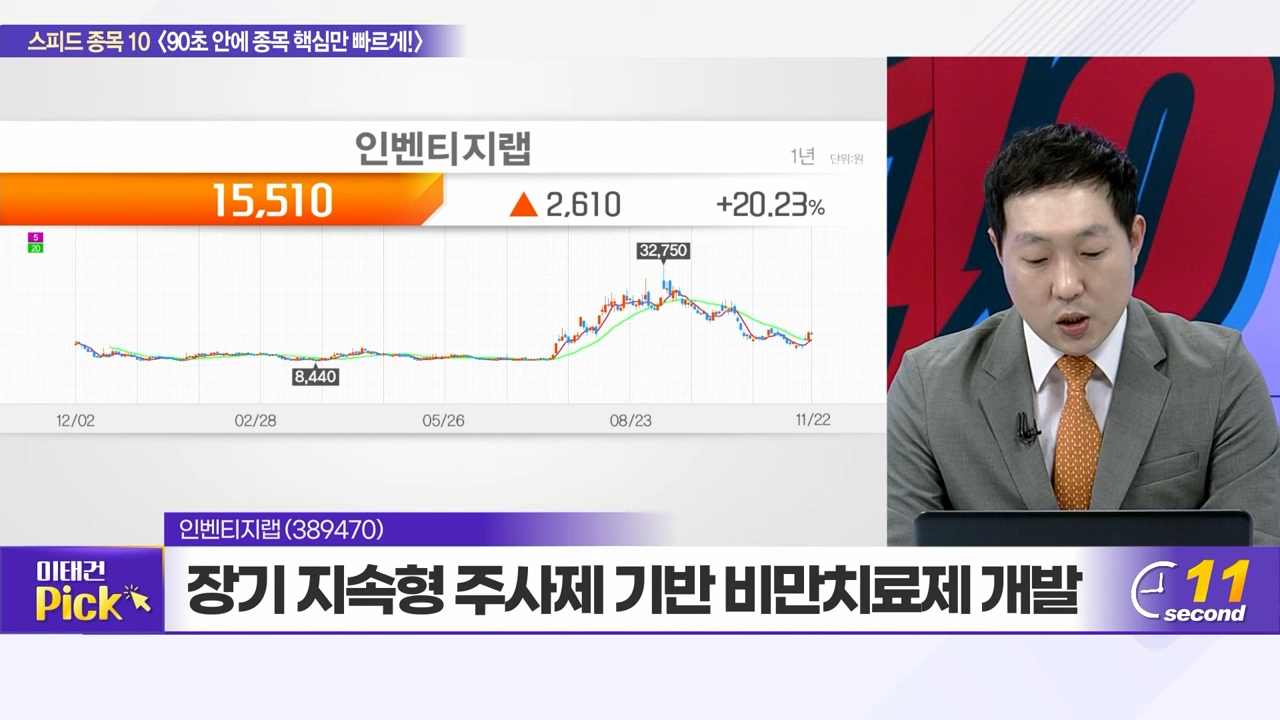 스피드 종목 10 〈90초 안에 종목 핵심만 빠르게!〉
인벤티지랩
1년 단위:원
15,510 ▲ 2,610 +20.23%
5
20
32,750
8,440
12/02 02/28 05/26 08/23 11/22
10
인벤티지랩 (389470)
이태건
Pick
장기 지속형 주사제 기반 비만치료제 개발
11
second